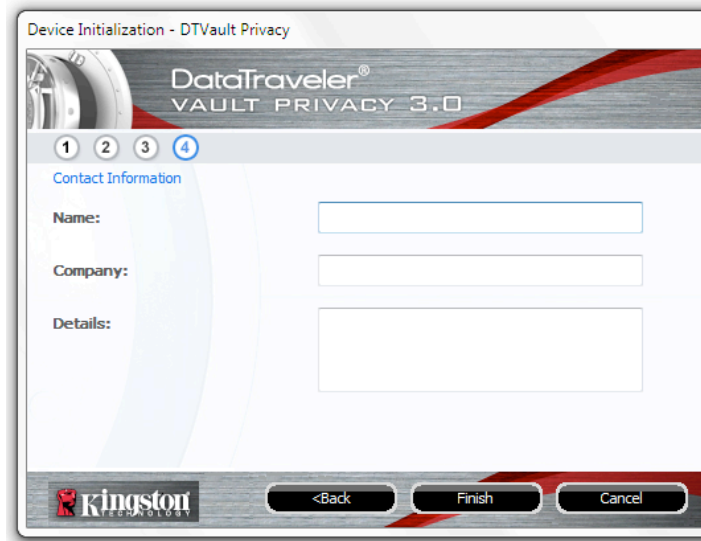 Device Initialization - DTVault Privacy
DataTraveler®
VAULT PRIVACY 3.0
1 2 3 4
Contact Information
Name:
Company:
Details:
Kingston
TECHNOLOGY
<Back Finish Cancel